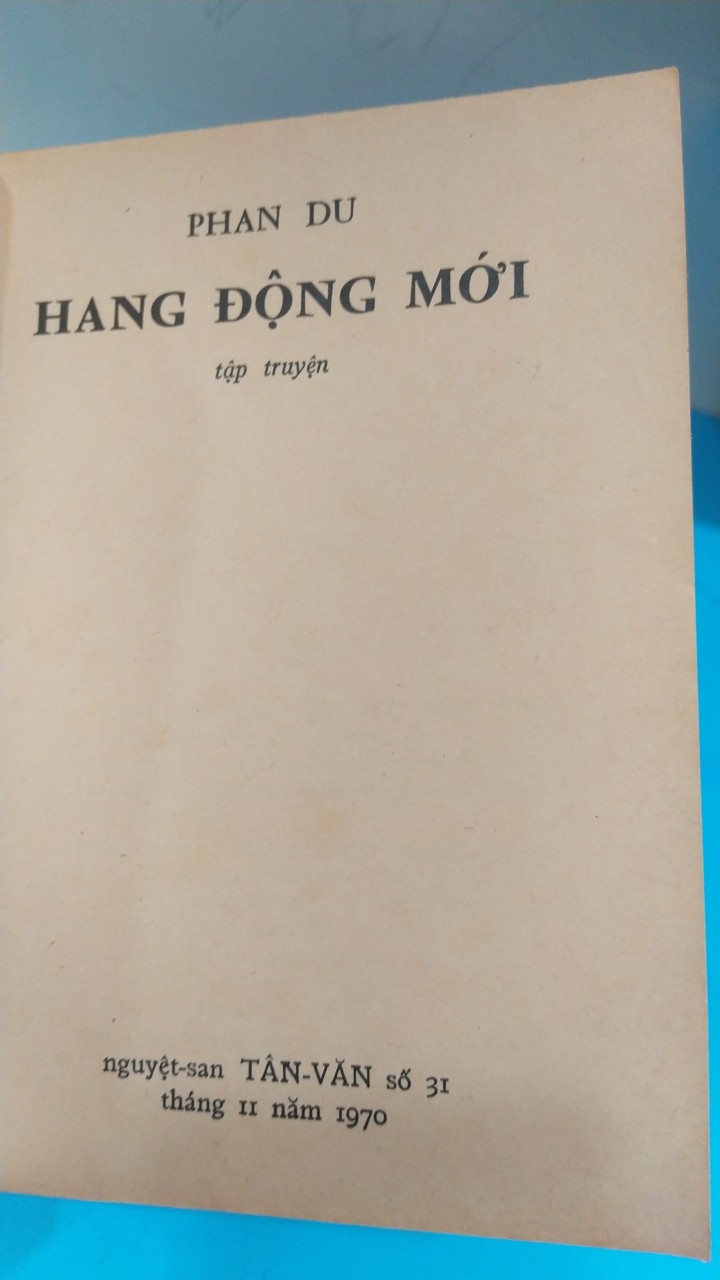 PHAN DU
HANG ĐỘNG MỚI
tập truyện
nguyệt-san TÂN-VĂN số 31
tháng 11 năm 1970